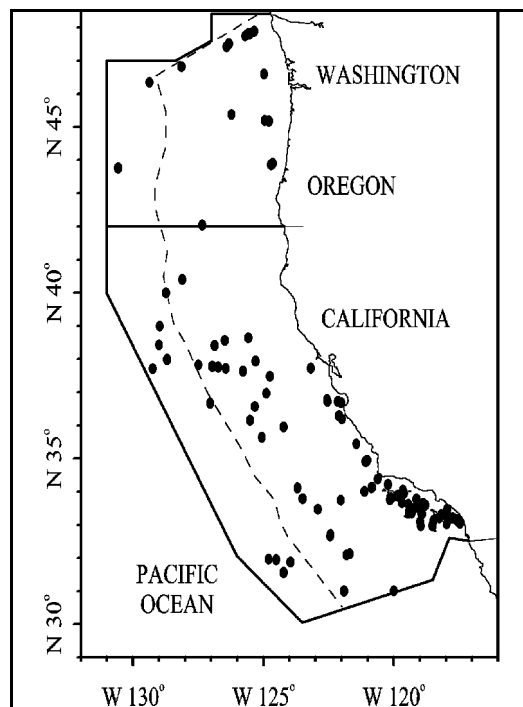 WASHINGTON
N 45°
OREGON
N 40°
CALIFORNIA
N 35°
PACIFIC
OCEAN
N 30°
W 130° W 125° W 120°